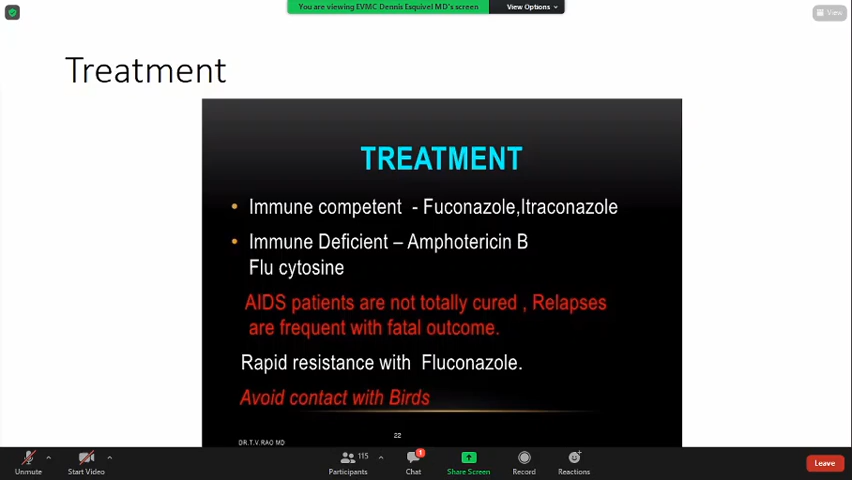 You are viewing EVMC Dennis Esquivel MD's screen
View Options
View
Treatment
TREATMENT
• Immune competent - Fuconazole,Itraconazole
• Immune Deficient – Amphotericin B
Flu cytosine
AIDS patients are not totally cured , Relapses
are frequent with fatal outcome.
Rapid resistance with Fluconazole.
Avoid contact with Birds
22
DR.T.V.RAO MD
Unmute
Start Video
115
Participants
1
Chat
Share Screen
Record
Reactions
Leave